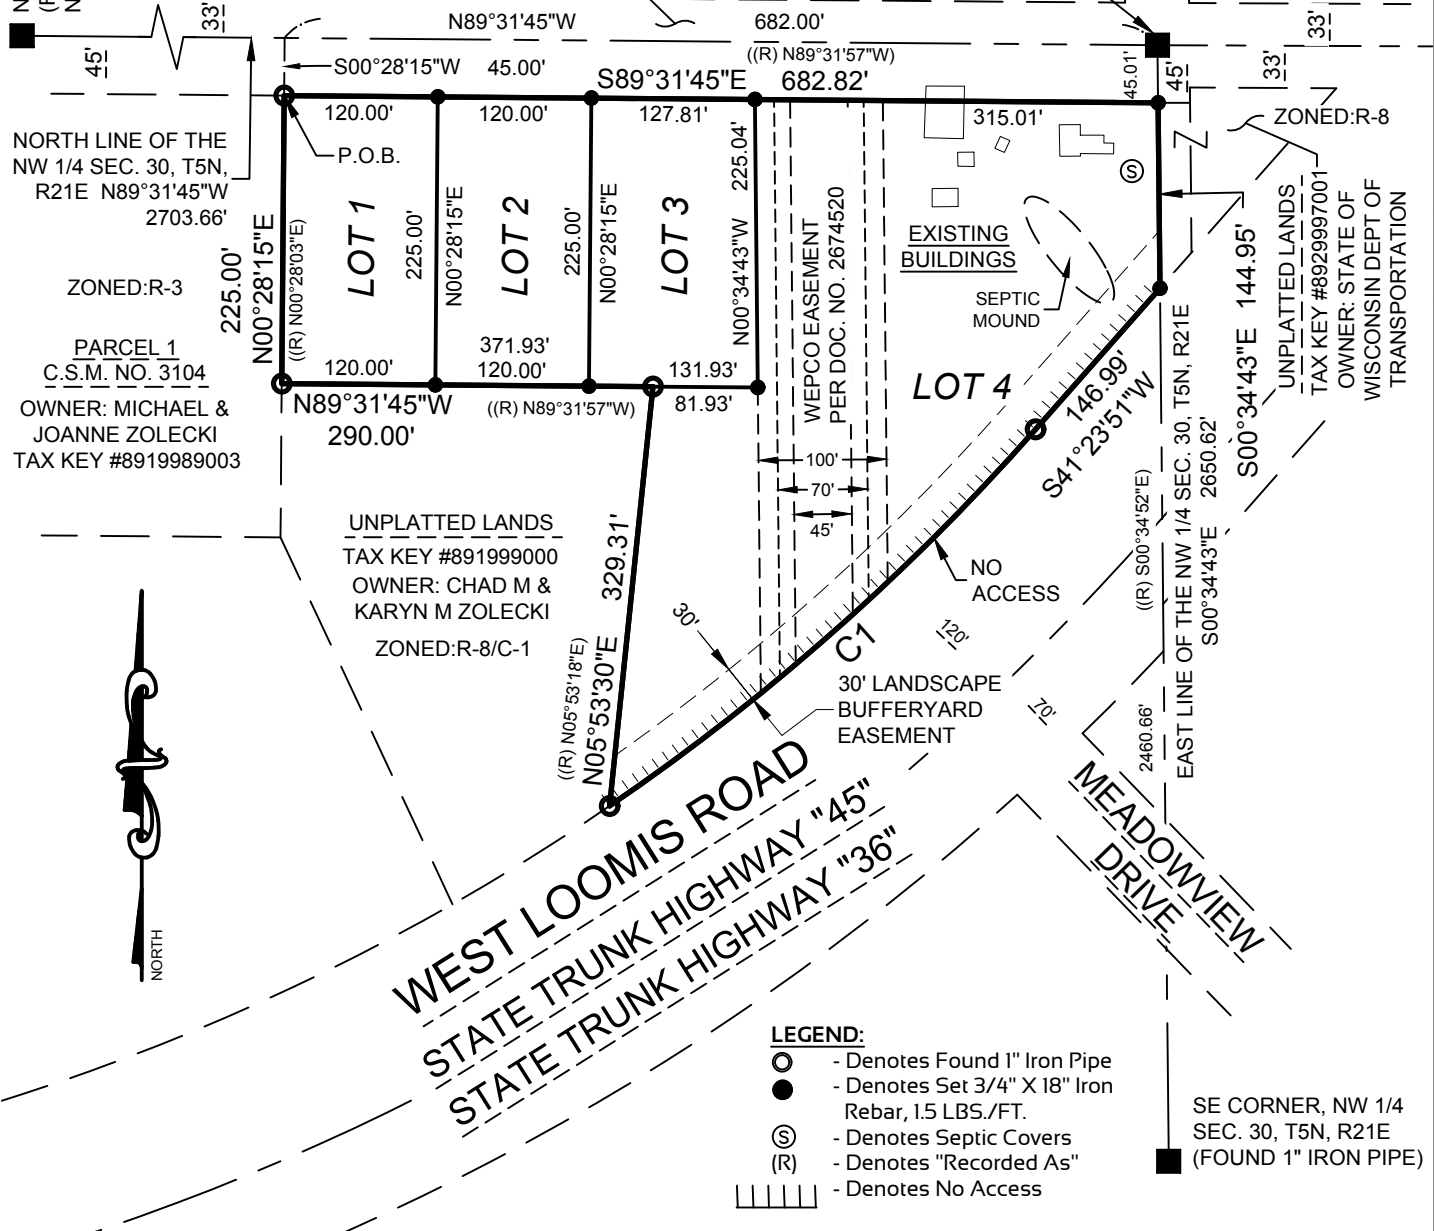 N
(F
N
33'
45'
N89°31'45"W 682.00'
((R) N89°31'57"W)
S00°28'15"W 45.00'
S89°31'45"E 682.82'
45.01'
45'
33'
33'
120.00'
120.00'
127.81'
315.01'
ZONED:R-8
NORTH LINE OF THE
NW 1/4 SEC. 30, T5N,
R21E N89°31'45"W
2703.66'
P.O.B.
225.00'
N00°28'15"E
((R) N00°28'03"E)
LOT 1
225.00'
N00°28'15"E
LOT 2
225.00'
N00°28'15"E
LOT 3
225.04'
N00°34'43"W
WEPCO EASEMENT
PER DOC. NO. 2674520
EXISTING
BUILDINGS
S
SEPTIC
MOUND
LOT 4
S00°34'43"E 144.95'
UNPLATTED LANDS
TAX KEY #8929997001
OWNER: STATE OF
WISCONSIN DEPT OF
TRANSPORTATION
ZONED:R-3
PARCEL 1
C.S.M. NO. 3104
OWNER: MICHAEL &
JOANNE ZOLECKI
TAX KEY #8919989003
371.93'
120.00'
120.00'
131.93'
N89°31'45"W
((R) N89°31'57"W)
81.93'
290.00'
146.99'
S41°23'51"W
100'
70'
45'
((R) S00°34'52"E)
EAST LINE OF THE NW 1/4 SEC. 30, T5N, R21E
S00°34'43"E 2650.62'
2460.66'
UNPLATTED LANDS
TAX KEY #891999000
OWNER: CHAD M &
KARYN M ZOLECKI
ZONED:R-8/C-1
329.31'
N05°53'30"E
((R) N05°53'18"E)
NO
ACCESS
30'
C1
120'
70'
30' LANDSCAPE
BUFFERYARD
EASEMENT
WEST LOOMIS ROAD
STATE TRUNK HIGHWAY "45"
STATE TRUNK HIGHWAY "36"
MEADOWVIEW
DRIVE
NORTH
LEGEND:
- Denotes Found 1" Iron Pipe
- Denotes Set 3/4" X 18" Iron
Rebar, 1.5 LBS./FT.
S - Denotes Septic Covers
(R) - Denotes "Recorded As"
- Denotes No Access
SE CORNER, NW 1/4
SEC. 30, T5N, R21E
(FOUND 1" IRON PIPE)